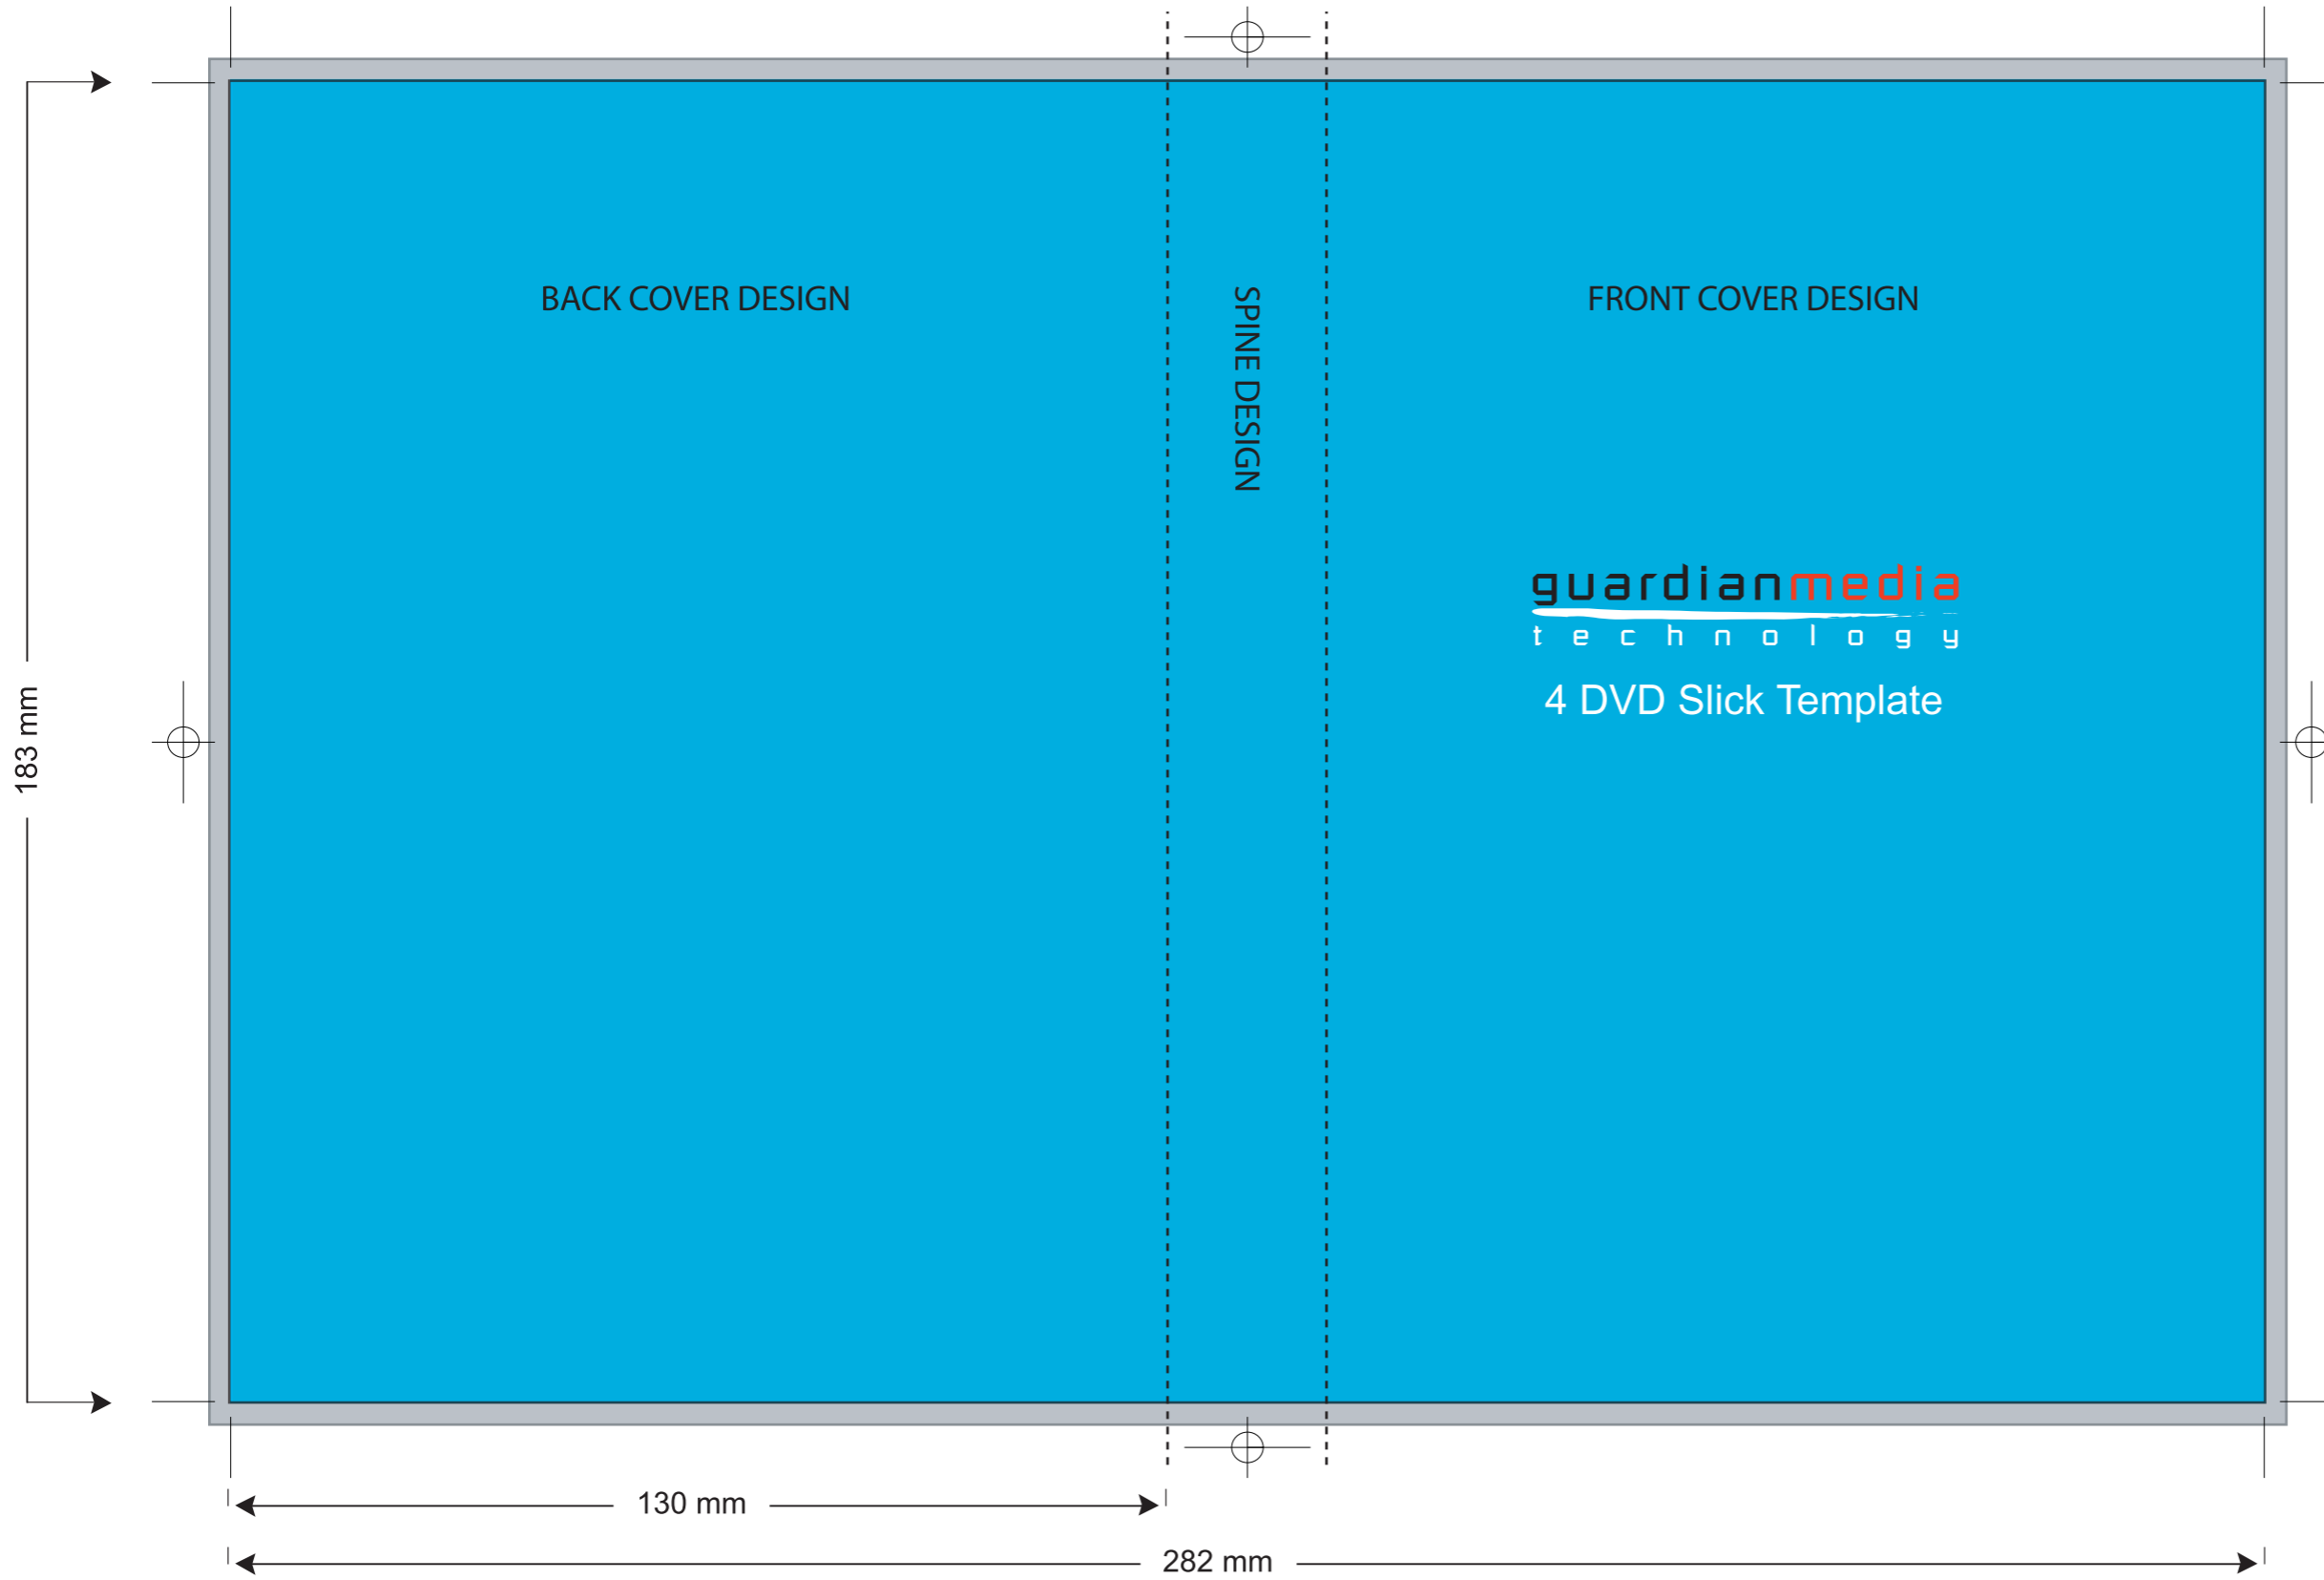 BACK COVER DESIGN
SPINE DESIGN
FRONT COVER DESIGN
guardianmedia
technology
4 DVD Slick Template
183 mm
130 mm
282 mm